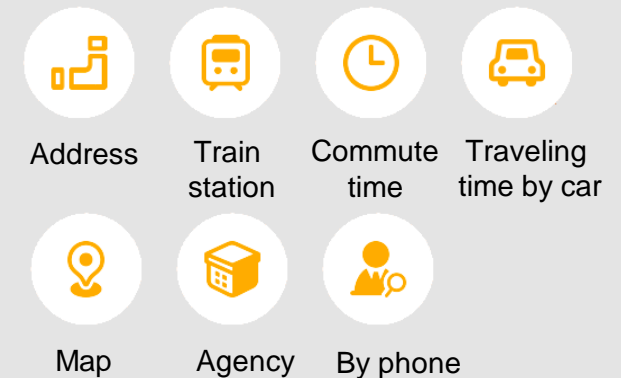 Address
Train
station
Commute
time
Traveling
time by car
Map
Agency
By phone